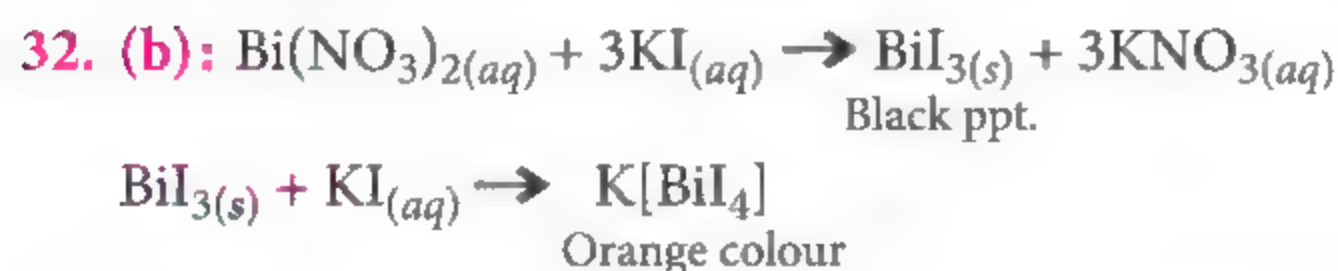 32. (b): Bi(NO₃)₂(aq) + 3KI(aq) → BiI₃(s) + 3KNO₃(aq)
Black ppt.
BiI₃(s) + KI(aq) → K[BiI₄]
Orange colour